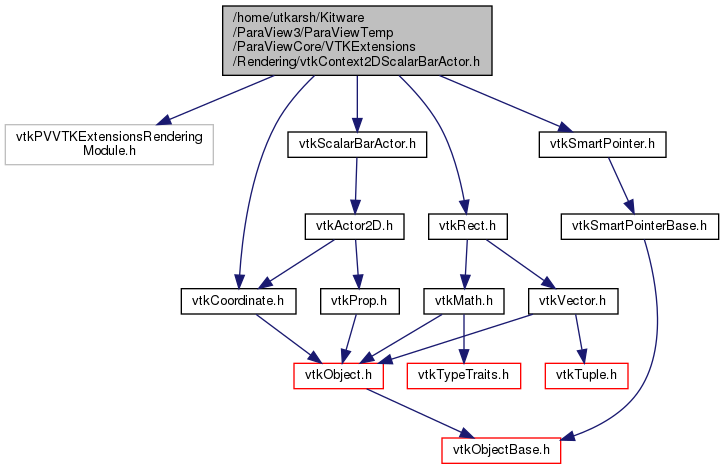 /home/utkarsh/Kitware
/ParaView3/ParaViewTemp
/ParaViewCore/VTKExtensions
/Rendering/vtkContext2DScalarBarActor.h
vtkPVVTKExtensionsRendering
Module.h
vtkScalarBarActor.h
vtkSmartPointer.h
vtkActor2D.h
vtkRect.h
vtkSmartPointerBase.h
vtkCoordinate.h
vtkProp.h
vtkMath.h
vtkVector.h
vtkObject.h
vtkTypeTraits.h
vtkTuple.h
vtkObjectBase.h